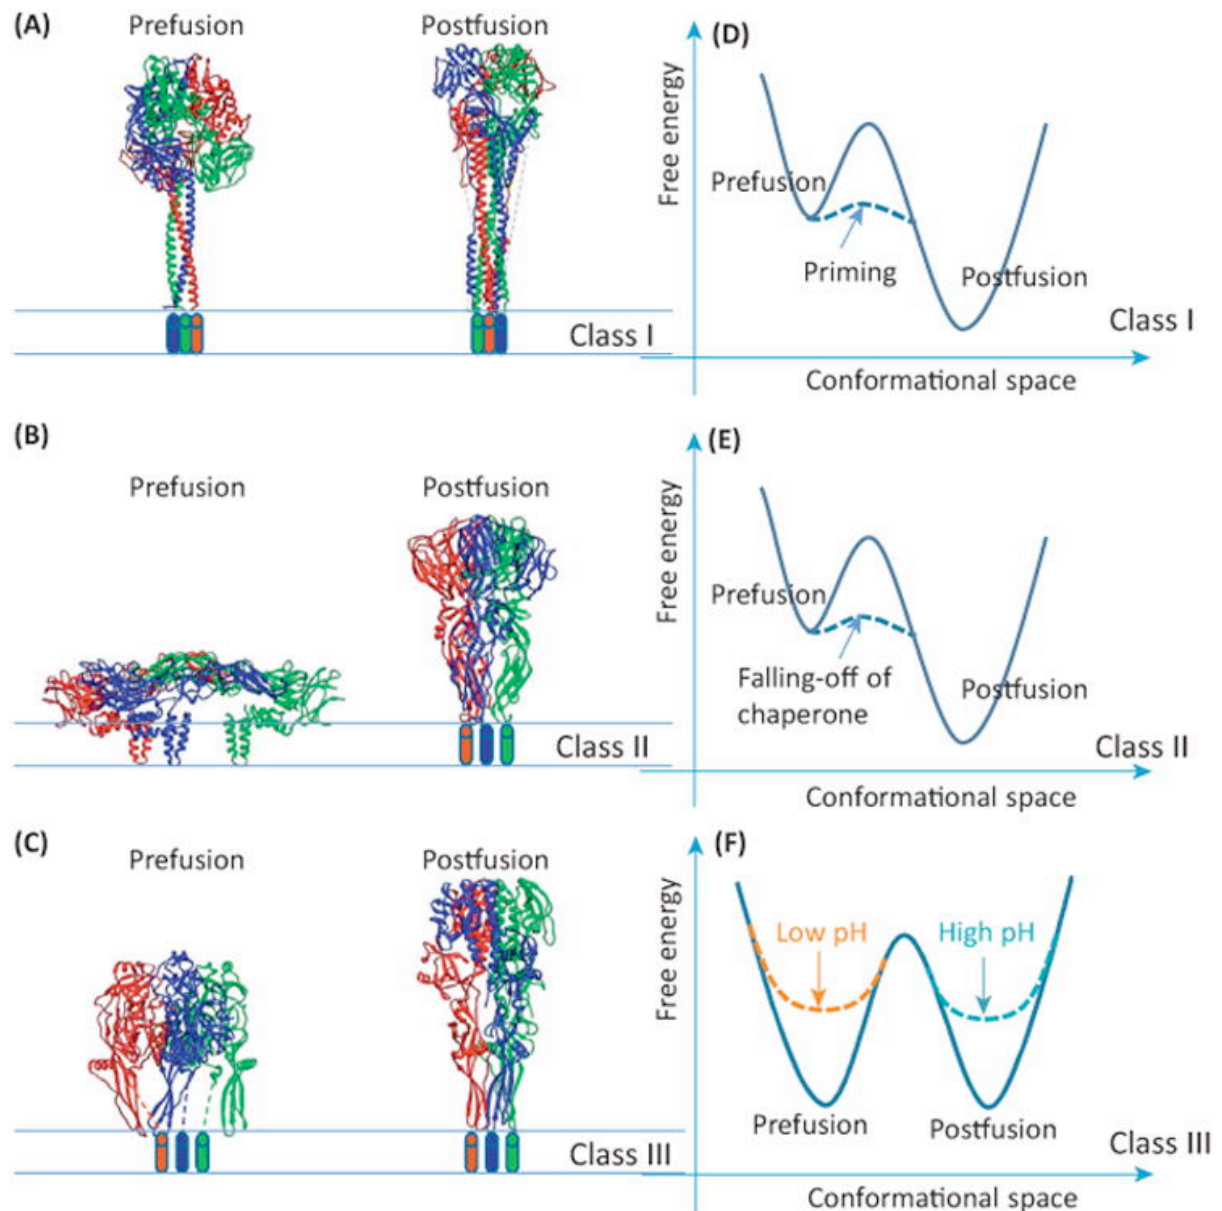 (A)
Prefusion
Postfusion
Class I
(D)
Free energy
Prefusion
Priming
Postfusion
Class I
Conformational space
(B)
Prefusion
Postfusion
Class II
(E)
Free energy
Prefusion
Falling-off of
chaperone
Postfusion
Class II
Conformational space
(C)
Prefusion
Postfusion
Class III
(F)
Free energy
Low pH
High pH
Prefusion
Postfusion
Class III
Conformational space